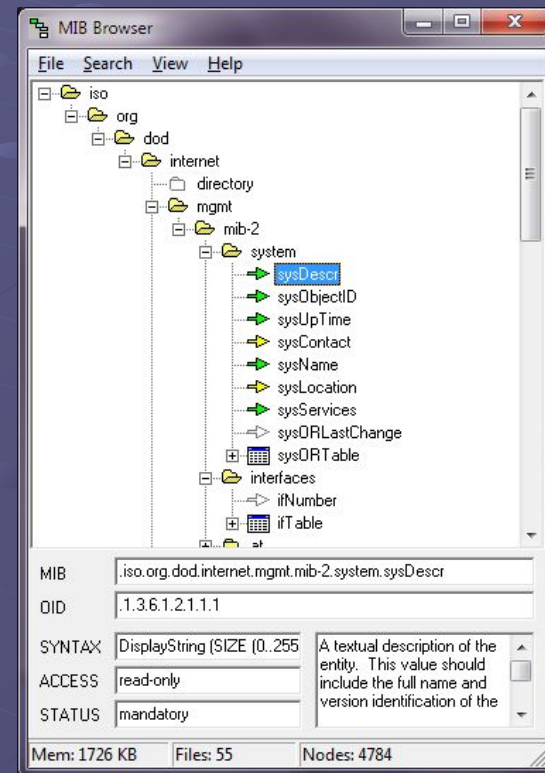 MIB Browser
File Search View Help
iso
org
dod
internet
directory
mgmt
mib-2
system
sysDescr
sysObjectID
sysUpTime
sysContact
sysName
sysLocation
sysServices
sysORLastChange
sysORTable
interfaces
ifNumber
ifTable
at
MIB .iso.org.dod.internet.mgmt.mib-2.system.sysDescr
OID .1.3.6.1.2.1.1.1
SYNTAX DisplayString (SIZE (0..255
ACCESS read-only
STATUS mandatory
A textual description of the
entity. This value should
include the full name and
version identification of the
Mem: 1726 KB Files: 55 Nodes: 4784